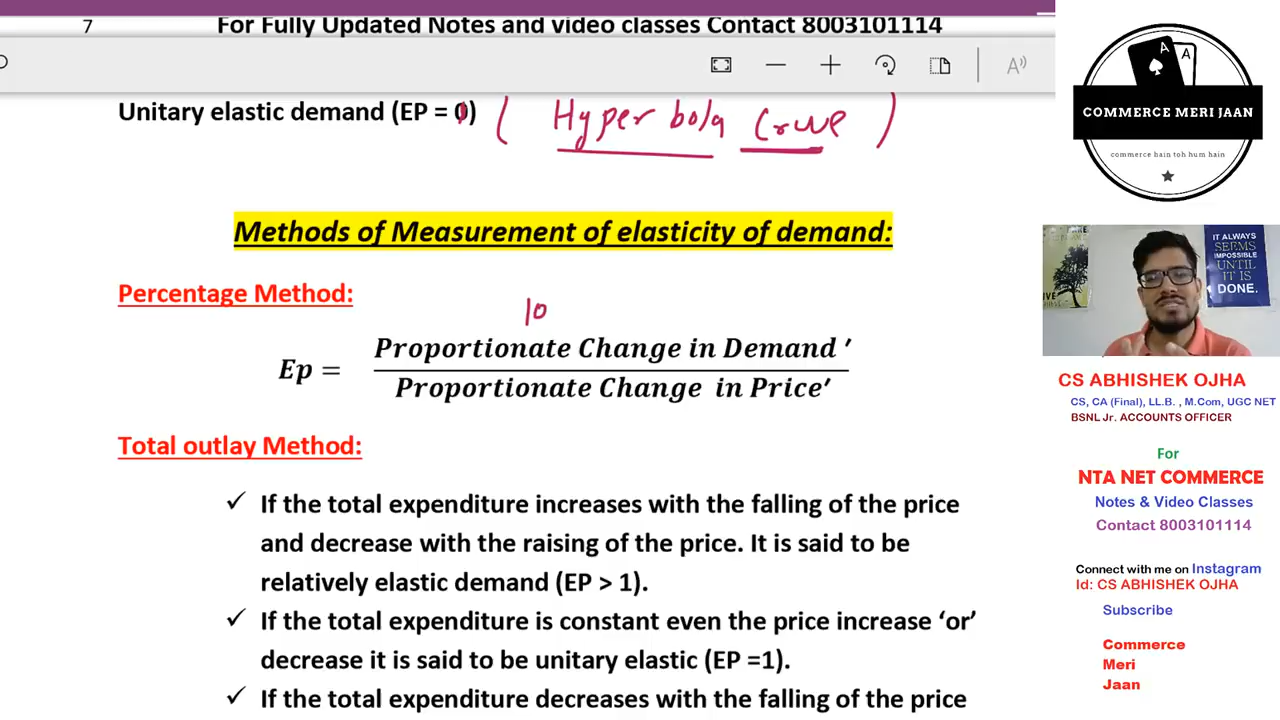 7
For Fully Updated Notes and video classes Contact 8003101114
Unitary elastic demand (EP = 0) ( Hyper bola Crwe )
Methods of Measurement of elasticity of demand:
Percentage Method:
10
Ep = Proportionate Change in Demand ′
Proportionate Change in Price′
Total outlay Method:
✓ If the total expenditure increases with the falling of the price
and decrease with the raising of the price. It is said to be
relatively elastic demand (EP > 1).
✓ If the total expenditure is constant even the price increase ‘or’
decrease it is said to be unitary elastic (EP =1).
✓ If the total expenditure decreases with the falling of the price
A
A
COMMERCE MERI JAAN
commerce hain toh hum hain
IT ALWAYS
SEEMS
IMPOSSIBLE
UNTIL
IT IS
DONE.
CS ABHISHEK OJHA
CS, CA (Final), LL.B. , M.Com, UGC NET
BSNL Jr. ACCOUNTS OFFICER
For
NTA NET COMMERCE
Notes & Video Classes
Contact 8003101114
Connect with me on Instagram
Id: CS ABHISHEK OJHA
Subscribe
Commerce
Meri
Jaan